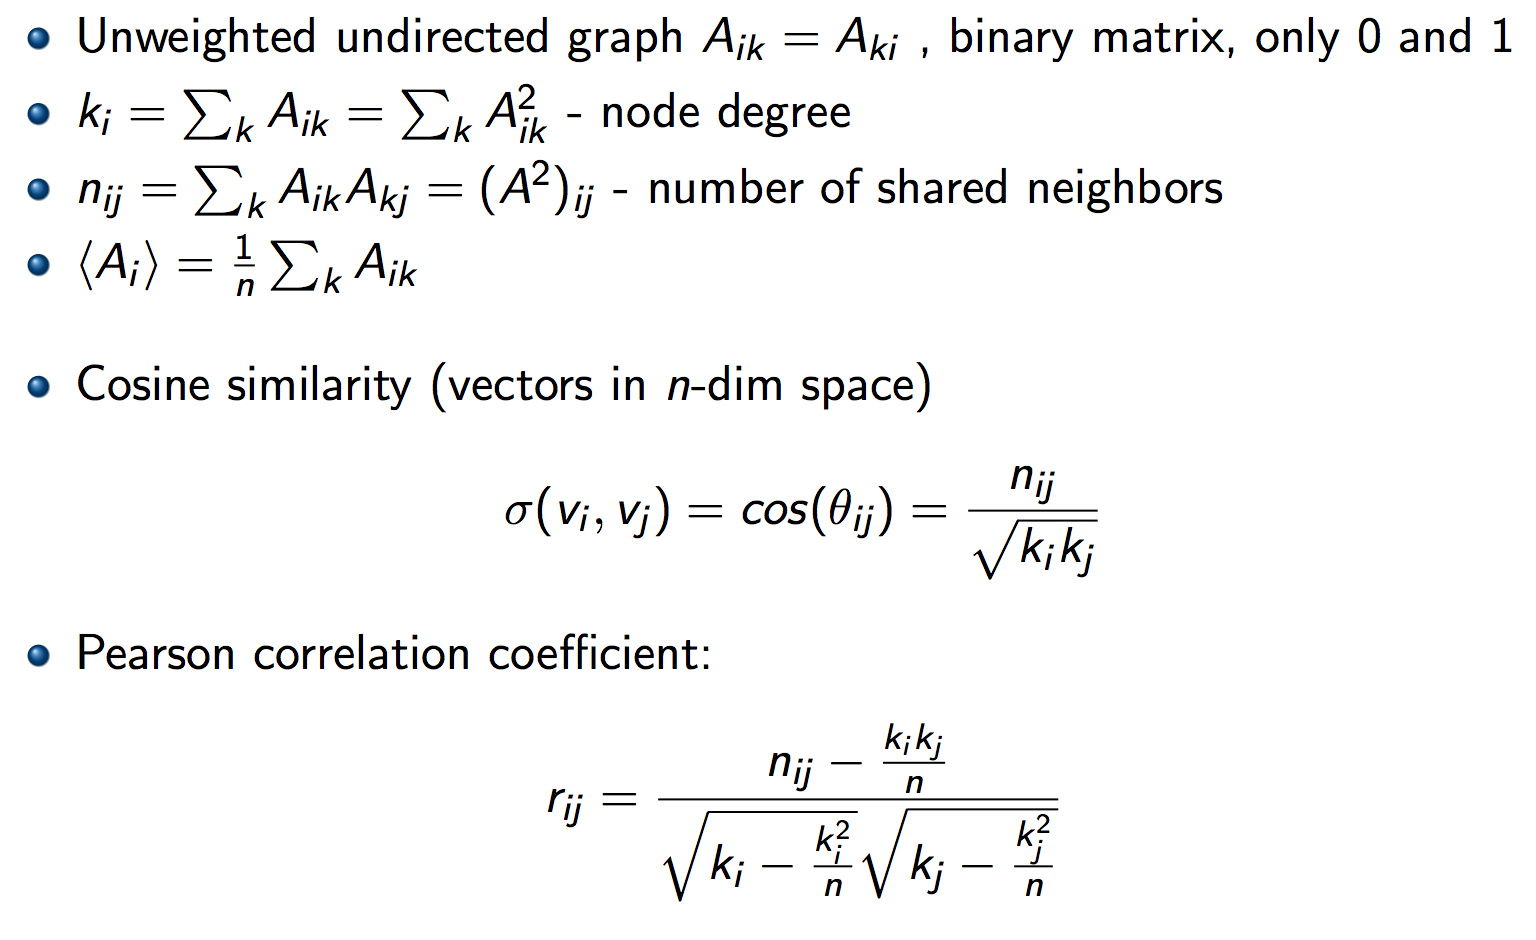 • Unweighted undirected graph $A_{ik} = A_{ki}$ , binary matrix, only 0 and 1
• $k_i = \sum_k A_{ik} = \sum_k A_{ik}^2$ - node degree
• $n_{ij} = \sum_k A_{ik} A_{kj} = (A^2)_{ij}$ - number of shared neighbors
• $\langle A_i \rangle = \frac{1}{n} \sum_k A_{ik}$
• Cosine similarity (vectors in $n$-dim space)
$\sigma(v_i, v_j) = cos(\theta_{ij}) = \frac{n_{ij}}{\sqrt{k_i k_j}}$
• Pearson correlation coefficient:
$r_{ij} = \frac{n_{ij} - \frac{k_i k_j}{n}}{\sqrt{k_i - \frac{k_i^2}{n}} \sqrt{k_j - \frac{k_j^2}{n}}}$